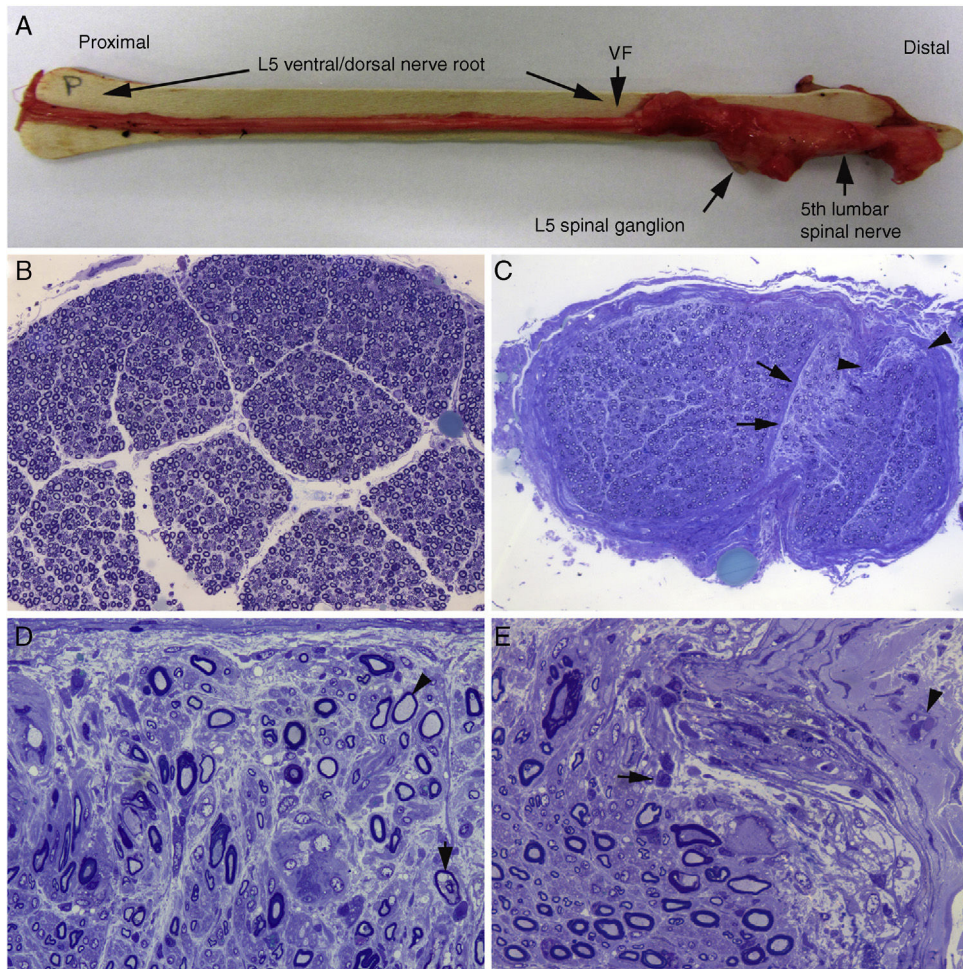 A
Proximal
L5 ventral/dorsal nerve root
VF
Distal
P
L5 spinal ganglion
5th lumbar
spinal nerve
B
C
D
E